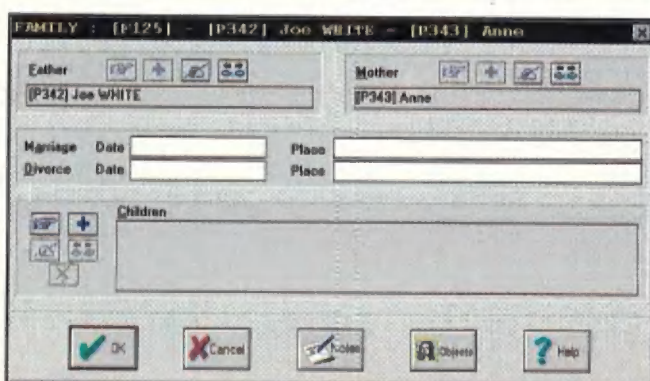 FAMILY : [F125] - [P342] Joe WHITE - [P343] Anne
Father
[P342] Joe WHITE
Mother
[P343] Anne
Marriage Date Place
Divorce Date Place
Children
OK Cancel Notes Objects Help